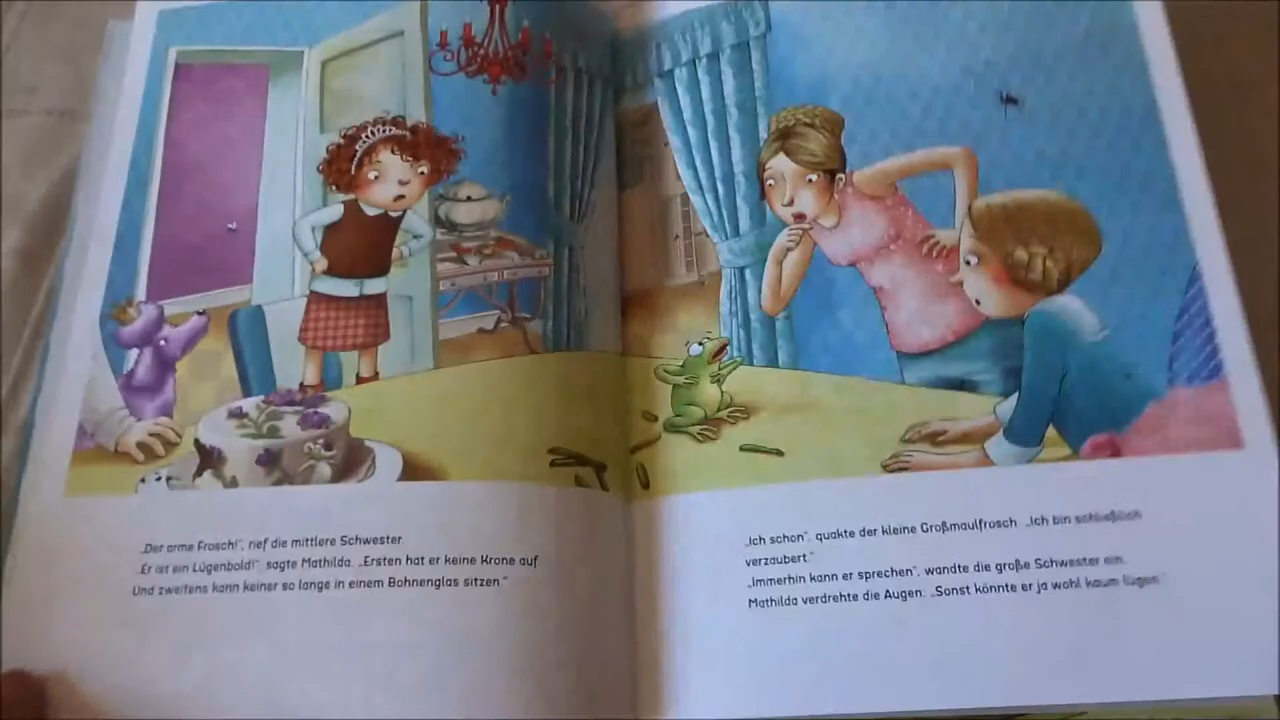 „Der arme Frosch!", rief die mittlere Schwester.
„Er ist ein Lügenbold!", sagte Mathilda. „Ersten hat er keine Krone auf.
Und zweitens kann keiner so lange in einem Bohnenglas sitzen."
„Ich schon", quakte der kleine Großmaulfrosch. „Ich bin schließlich
verzaubert."
„Immerhin kann er sprechen", wandte die große Schwester ein.
Mathilda verdrehte die Augen. „Sonst könnte er ja wohl kaum lügen."